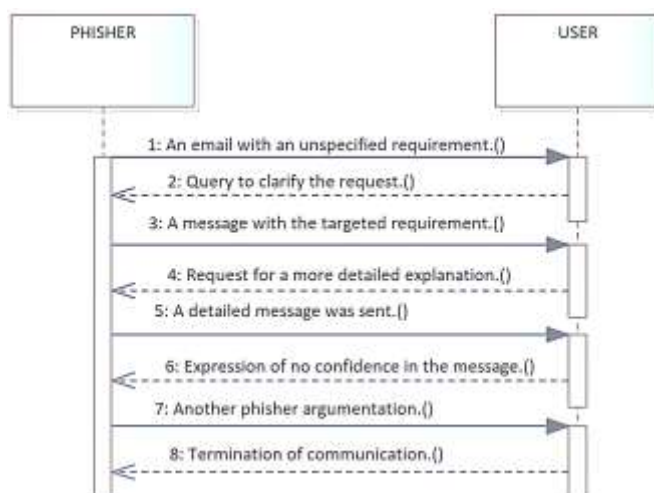 PHISHER
USER
1: An email with an unspecified requirement.()
2: Query to clarify the request.()
3: A message with the targeted requirement.()
4: Request for a more detailed explanation.()
5: A detailed message was sent.()
6: Expression of no confidence in the message.()
7: Another phisher argumentation.()
8: Termination of communication.()